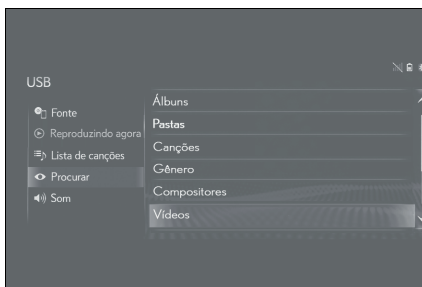 USB
Fonte
Reproduzindo agora
Lista de canções
Procurar
Som
Álbuns
Pastas
Canções
Gênero
Compositores
Vídeos